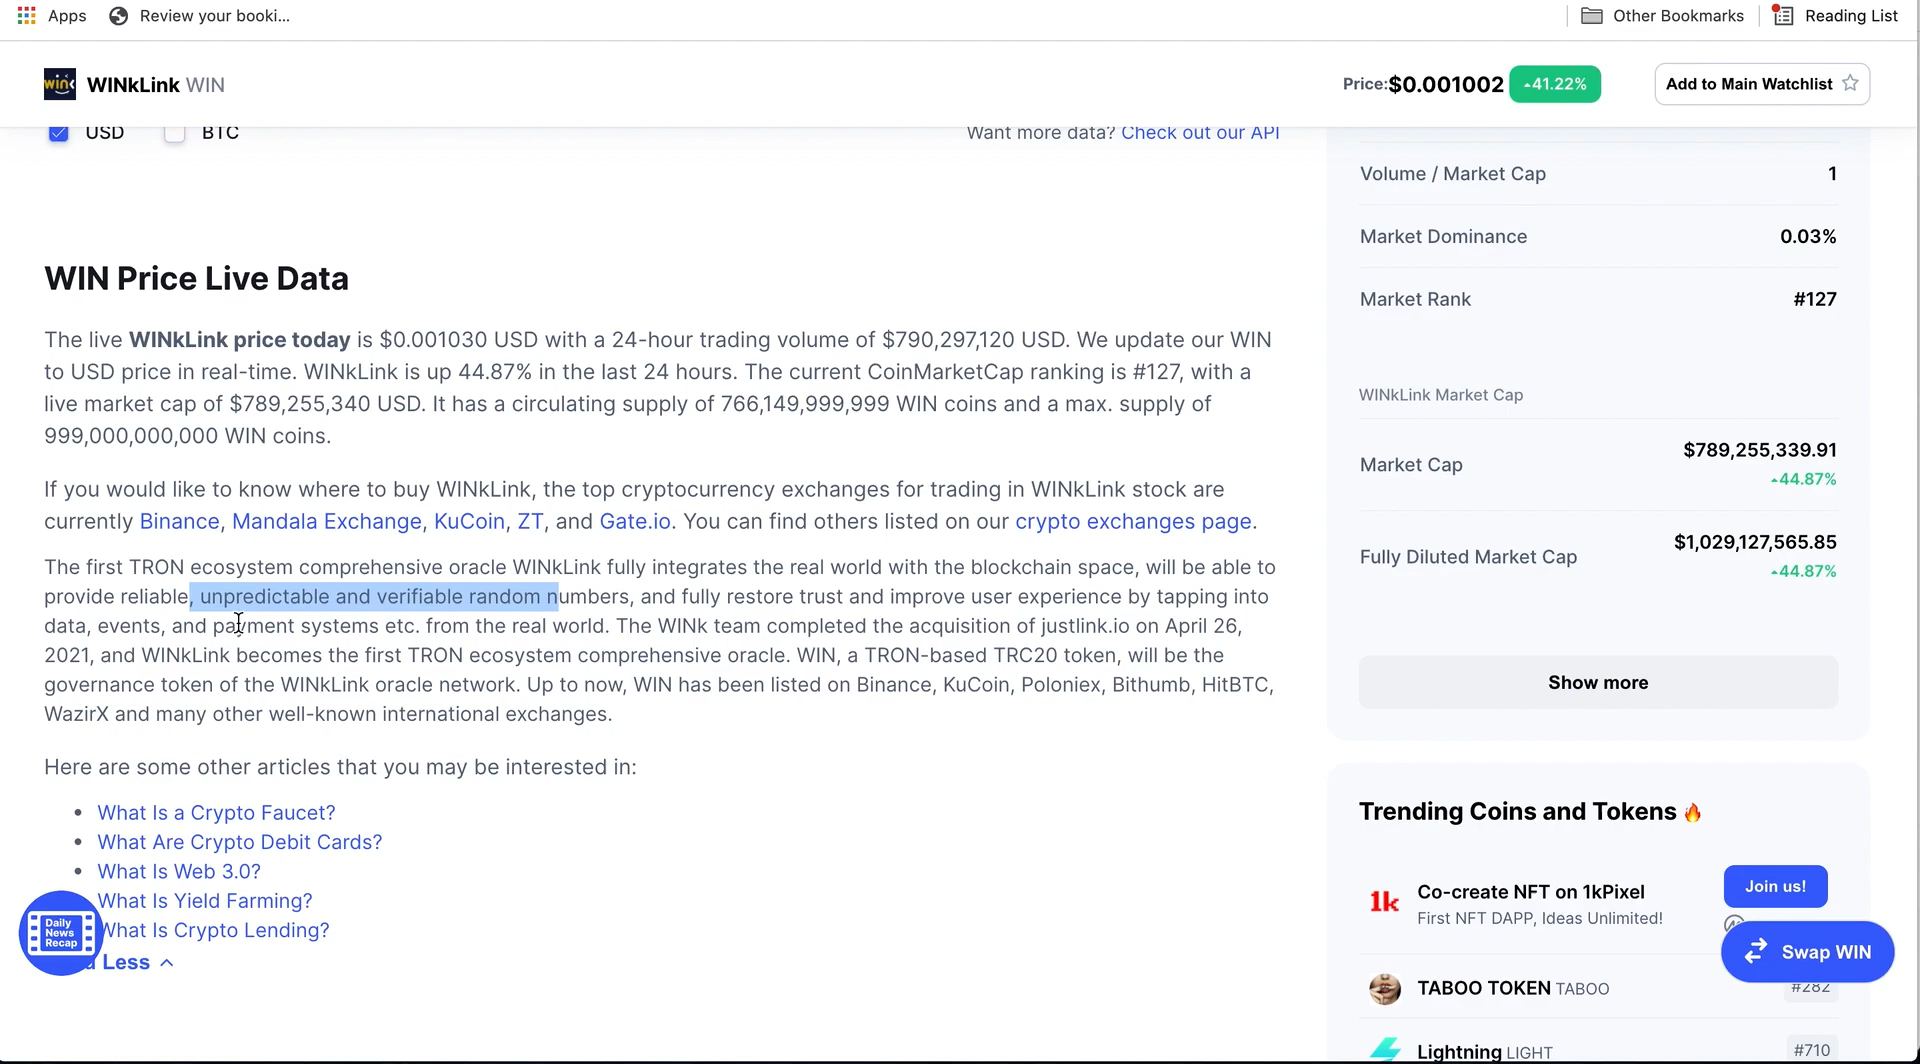 Apps
Review your booki...
Other Bookmarks
Reading List
win
WINkLink WIN
Price:$0.001002
41.22%
Add to Main Watchlist
USD
BTC
Want more data? Check out our API
WIN Price Live Data
The live WINkLink price today is $0.001030 USD with a 24-hour trading volume of $790,297,120 USD. We update our WIN
to USD price in real-time. WINkLink is up 44.87% in the last 24 hours. The current CoinMarketCap ranking is #127, with a
live market cap of $789,255,340 USD. It has a circulating supply of 766,149,999,999 WIN coins and a max. supply of
999,000,000,000 WIN coins.
If you would like to know where to buy WINkLink, the top cryptocurrency exchanges for trading in WINkLink stock are
currently Binance, Mandala Exchange, KuCoin, ZT, and Gate.io. You can find others listed on our crypto exchanges page.
The first TRON ecosystem comprehensive oracle WINkLink fully integrates the real world with the blockchain space, will be able to
provide reliable, unpredictable and verifiable random numbers, and fully restore trust and improve user experience by tapping into
data, events, and payment systems etc. from the real world. The WINk team completed the acquisition of justlink.io on April 26,
2021, and WINkLink becomes the first TRON ecosystem comprehensive oracle. WIN, a TRON-based TRC20 token, will be the
governance token of the WINkLink oracle network. Up to now, WIN has been listed on Binance, KuCoin, Poloniex, Bithumb, HitBTC,
WazirX and many other well-known international exchanges.
Here are some other articles that you may be interested in:
• What Is a Crypto Faucet?
• What Are Crypto Debit Cards?
• What Is Web 3.0?
What Is Yield Farming?
What Is Crypto Lending?
Daily
News
Recap
d Less
Volume / Market Cap
1
Market Dominance
0.03%
Market Rank
#127
WINkLink Market Cap
Market Cap
$789,255,339.91
44.87%
Fully Diluted Market Cap
$1,029,127,565.85
44.87%
Show more
Trending Coins and Tokens 🔥
1k
Co-create NFT on 1kPixel
First NFT DAPP, Ideas Unlimited!
Join us!
Swap WIN
TABOO TOKEN TABOO
#282
Lightning LIGHT
#710